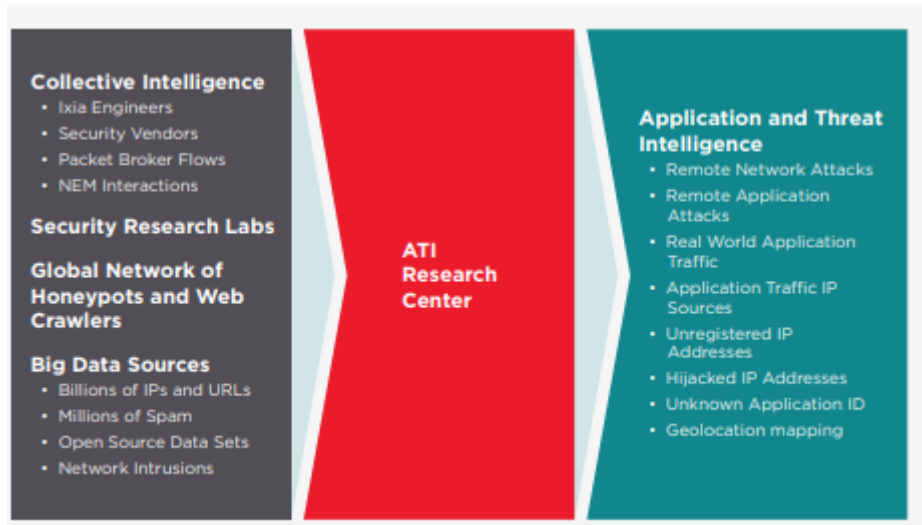 Collective Intelligence
• Ixia Engineers
• Security Vendors
• Packet Broker Flows
• NEM Interactions
Security Research Labs
Global Network of
Honeypots and Web
Crawlers
Big Data Sources
• Billions of IPs and URLs
• Millions of Spam
• Open Source Data Sets
• Network Intrusions
ATI
Research
Center
Application and Threat
Intelligence
• Remote Network Attacks
• Remote Application
Attacks
• Real World Application
Traffic
• Application Traffic IP
Sources
• Unregistered IP
Addresses
• Hijacked IP Addresses
• Unknown Application ID
• Geolocation mapping